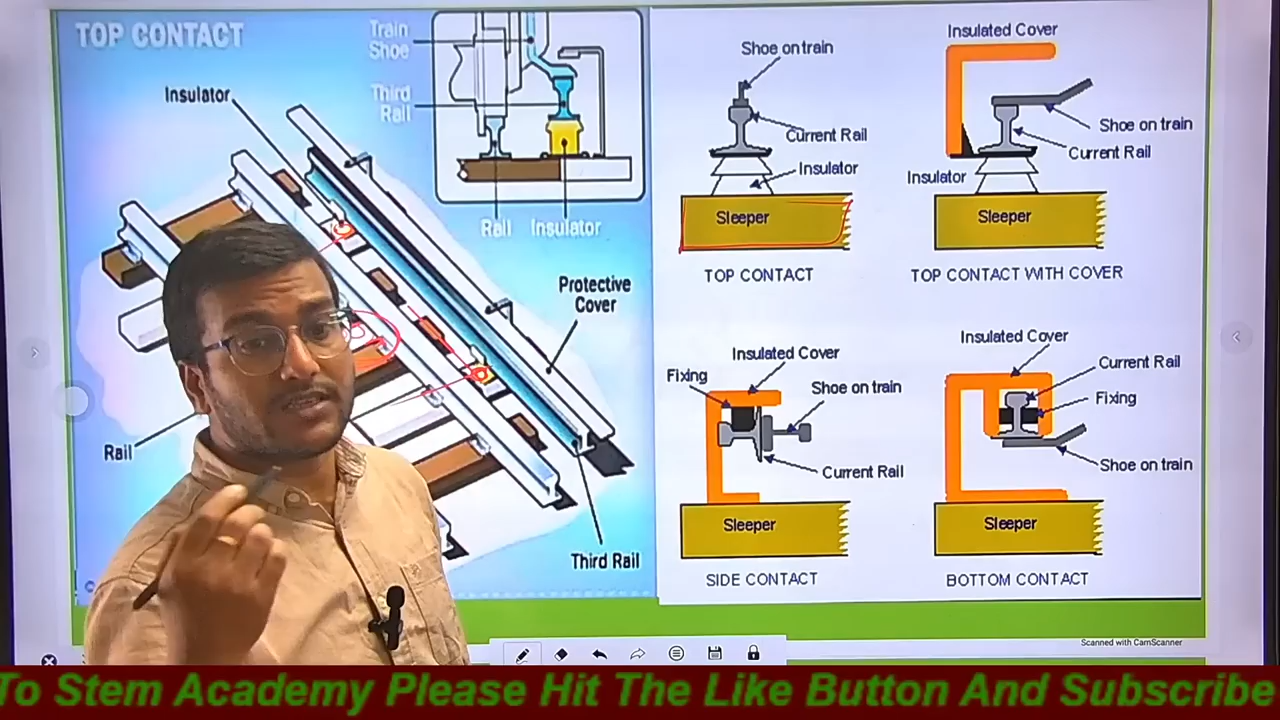 TOP CONTACT
Train
Shoe
Third
Rail
Insulator
Rail
Insulator
Protective
Cover
Rail
Third Rail
Shoe on train
Current Rail
Insulator
Sleeper
TOP CONTACT
Insulated Cover
Shoe on train
Current Rail
Insulator
Sleeper
TOP CONTACT WITH COVER
Insulated Cover
Fixing
Shoe on train
Current Rail
Sleeper
SIDE CONTACT
Insulated Cover
Current Rail
Fixing
Shoe on train
Sleeper
BOTTOM CONTACT
Scanned with CamScanner
To Stem Academy Please Hit The Like Button And Subscribe